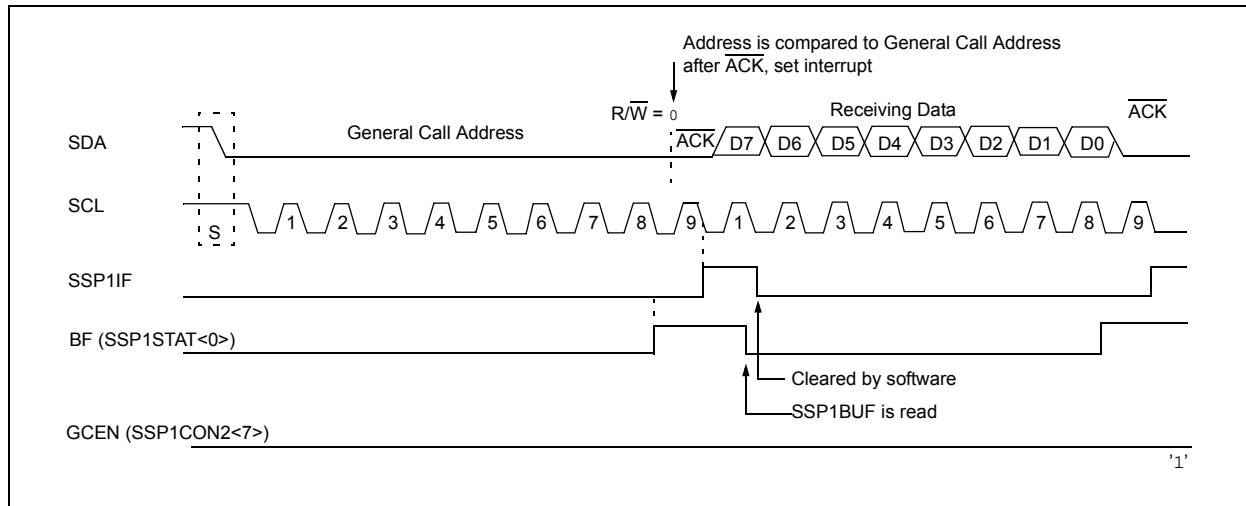 Address is compared to General Call Address
after ACK, set interrupt
R/W = 0
Receiving Data
ACK
General Call Address
SDA
ACK D7 D6 D5 D4 D3 D2 D1 D0
SCL
S
1 2 3 4 5 6 7 8 9 1 2 3 4 5 6 7 8 9
SSP1IF
BF (SSP1STAT<0>)
Cleared by software
SSP1BUF is read
GCEN (SSP1CON2<7>)
'1'